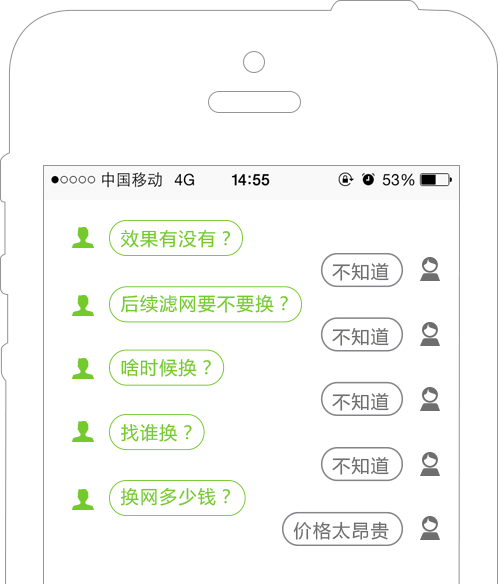 中国移动 4G 14:55 53%
效果有没有？
不知道
后续滤网要不要换？
不知道
啥时候换？
不知道
找谁换？
不知道
换网多少钱？
价格太昂贵